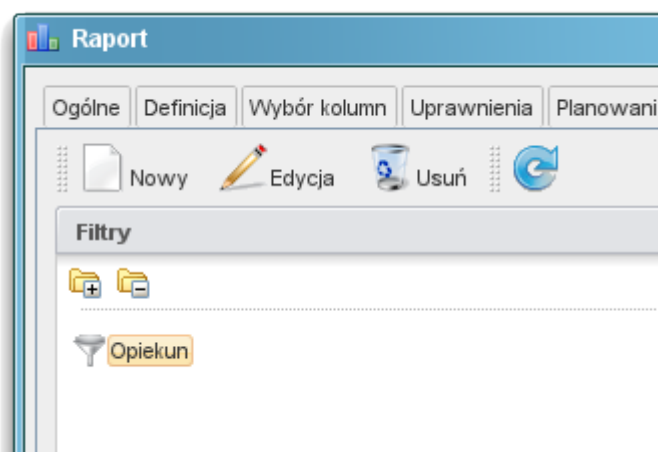 Raport
Ogólne Definicja Wybór kolumn Uprawnienia Planowani
Nowy Edycja Usuń
Filtry
Opiekun